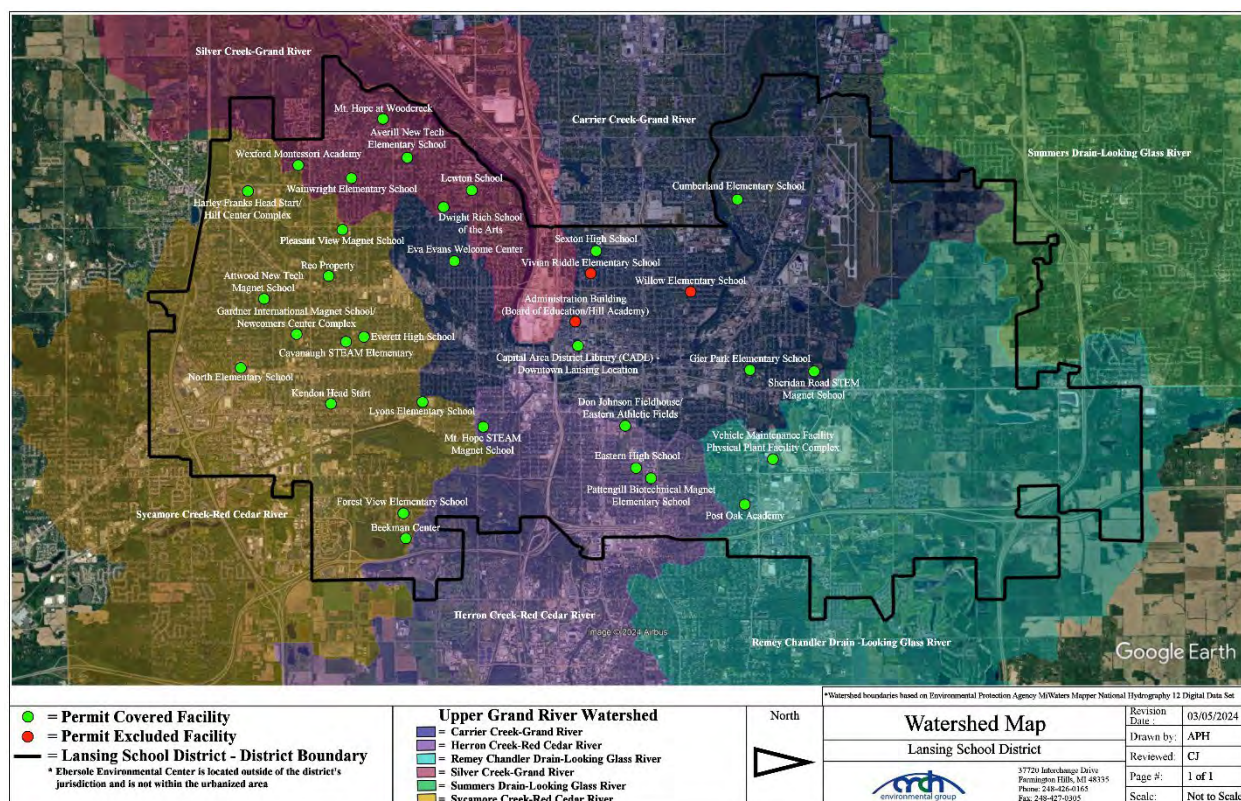 Silver Creek-Grand River
Carrier Creek-Grand River
Summers Drain-Looking Glass River
Mt. Hope at Woodcreek
Averill New Tech
Elementary School
Wexford Montessori Academy
Wainwright Elementary School
Lewton School
Cumberland Elementary School
Harley Franks Head Start/
Hill Center Complex
Dwight Rich School
of the Arts
Pleasant View Magnet School
Eva Evans Welcome Center
Sexton High School
Vivian Riddle Elementary School
Reo Property
Willow Elementary School
Attwood New Tech
Magnet School
Administration Building
(Board of Education/Hill Academy)
Gardner International Magnet School/
Newcomers Center Complex
Everett High School
Cavanaugh STEAM Elementary
Capital Area District Library (CADL) -
Downtown Lansing Location
Gier Park Elementary School
North Elementary School
Sheridan Road STEM
Magnet School
Kendon Head Start
Lyons Elementary School
Don Johnson Fieldhouse/
Eastern Athletic Fields
Mt. Hope STEAM
Magnet School
Vehicle Maintenance Facility
Physical Plant Facility Complex
Eastern High School
Pattengill Biotechnical Magnet
Elementary School
Forest View Elementary School
Post Oak Academy
Sycamore Creek-Red Cedar River
Beekman Center
Herron Creek-Red Cedar River
Image © 2024 Airbus
Remey Chandler Drain -Looking Glass River
Google Earth
*Watershed boundaries based on Environmental Protection Agency MiWaters Mapper National Hydrography 12 Digital Data Set
= Permit Covered Facility
= Permit Excluded Facility
= Lansing School District - District Boundary
* Ebersole Environmental Center is located outside of the district's
jurisdiction and is not within the urbanized area
Upper Grand River Watershed
= Carrier Creek-Grand River
= Herron Creek-Red Cedar River
= Remey Chandler Drain-Looking Glass River
= Silver Creek-Grand River
= Summers Drain-Looking Glass River
= Sycamore Creek-Red Cedar River
North
Watershed Map
Lansing School District
arch
environmental group
37720 Interchange Drive
Farmington Hills, MI 48335
Phone: 248-426-0165
Fax: 248-427-0305
Revision
Date : 03/05/2024
Drawn by: APH
Reviewed: CJ
Page #: 1 of 1
Scale: Not to Scale